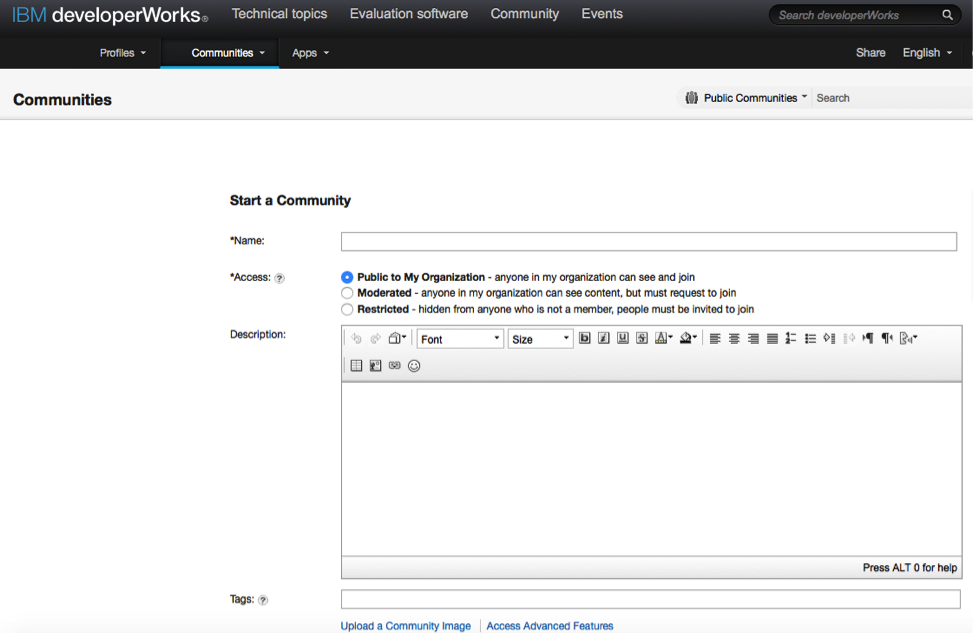 IBM developerWorks® Technical topics Evaluation software Community Events Search developerWorks
Profiles Communities Apps Share English
Communities Public Communities Search
Start a Community
*Name:
*Access: ? Public to My Organization - anyone in my organization can see and join
Moderated - anyone in my organization can see content, but must request to join
Restricted - hidden from anyone who is not a member, people must be invited to join
Description:
Font Size
Press ALT 0 for help
Tags: ?
Upload a Community Image | Access Advanced Features